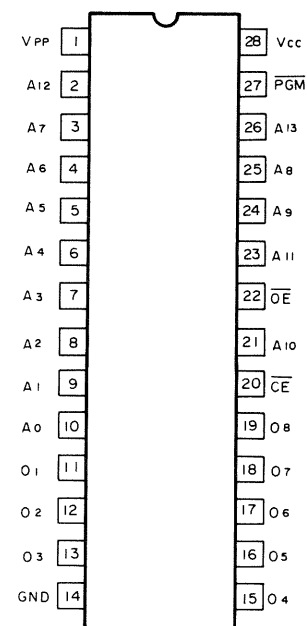 VPP 1 28 VCC
A12 2 27 PGM
A7 3 26 A13
A6 4 25 A8
A5 5 24 A9
A4 6 23 A11
A3 7 22 OE
A2 8 21 A10
A1 9 20 CE
A0 10 19 O8
O1 11 18 O7
O2 12 17 O6
O3 13 16 O5
GND 14 15 O4